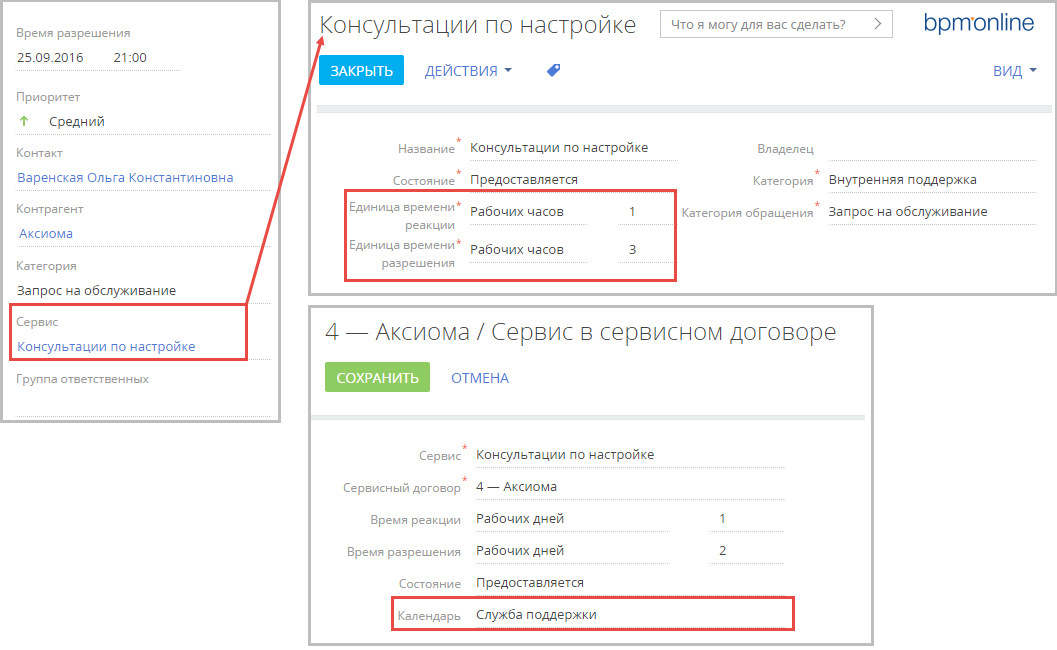 Время разрешения
25.09.2016 21:00
Приоритет
Средний
Контакт
Варенская Ольга Константиновна
Контрагент
Аксиома
Категория
Запрос на обслуживание
Сервис
Консультации по настройке
Группа ответственных
Консультации по настройке
Что я могу для вас сделать?
bpm'online
ЗАКРЫТЬ
ДЕЙСТВИЯ
ВИД
Название* Консультации по настройке
Владелец
Состояние* Предоставляется
Категория* Внутренняя поддержка
Единица времени*
реакции
Рабочих часов 1
Категория обращения* Запрос на обслуживание
Единица времени*
разрешения
Рабочих часов 3
4 — Аксиома / Сервис в сервисном договоре
СОХРАНИТЬ
ОТМЕНА
Сервис* Консультации по настройке
Сервисный договор* 4 — Аксиома
Время реакции Рабочих дней 1
Время разрешения Рабочих дней 2
Состояние Предоставляется
Календарь Служба поддержки